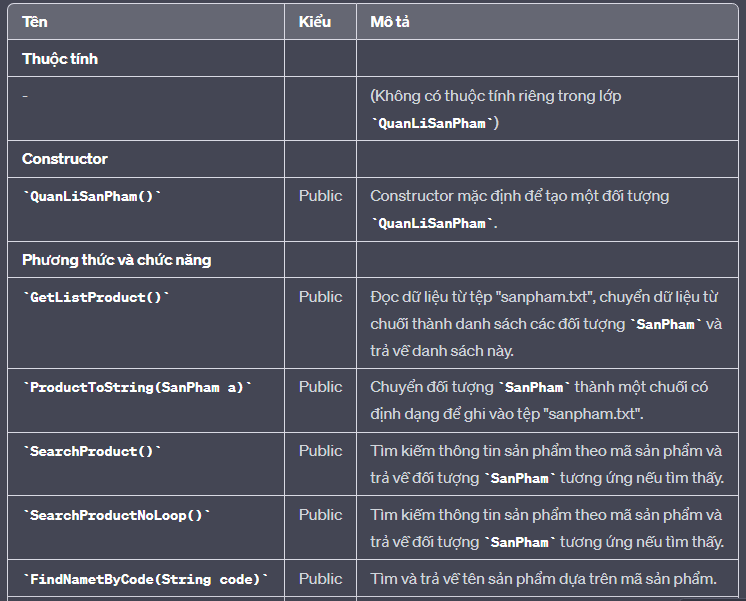 Tên Kiểu Mô tả
Thuộc tính
- (Không có thuộc tính riêng trong lớp
`QuanLiSanPham`)
Constructor
`QuanLiSanPham()` Public Constructor mặc định để tạo một đối tượng
`QuanLiSanPham`.
Phương thức và chức năng
`GetListProduct()` Public Đọc dữ liệu từ tệp "sanpham.txt", chuyển dữ liệu từ
chuỗi thành danh sách các đối tượng `SanPham` và
trả về danh sách này.
`ProductToString(SanPham a)` Public Chuyển đối tượng `SanPham` thành một chuỗi có
định dạng để ghi vào tệp "sanpham.txt".
`SearchProduct()` Public Tìm kiếm thông tin sản phẩm theo mã sản phẩm và
trả về đối tượng `SanPham` tương ứng nếu tìm thấy.
`SearchProductNoLoop()` Public Tìm kiếm thông tin sản phẩm theo mã sản phẩm và
trả về đối tượng `SanPham` tương ứng nếu tìm thấy.
`FindNametByCode(String code)` Public Tìm và trả về tên sản phẩm dựa trên mã sản phẩm.